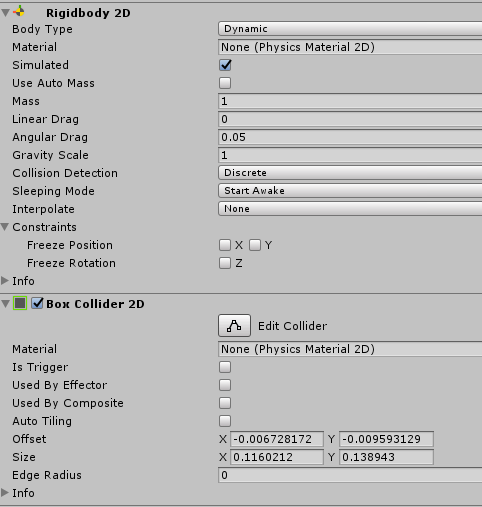 Rigidbody 2D
Body Type Dynamic
Material None (Physics Material 2D)
Simulated
Use Auto Mass
Mass 1
Linear Drag 0
Angular Drag 0.05
Gravity Scale 1
Collision Detection Discrete
Sleeping Mode Start Awake
Interpolate None
Constraints
Freeze Position X Y
Freeze Rotation Z
Info
Box Collider 2D
Edit Collider
Material None (Physics Material 2D)
Is Trigger
Used By Effector
Used By Composite
Auto Tiling
Offset X -0.006728172 Y -0.009593129
Size X 0.1160212 Y 0.138943
Edge Radius 0
Info